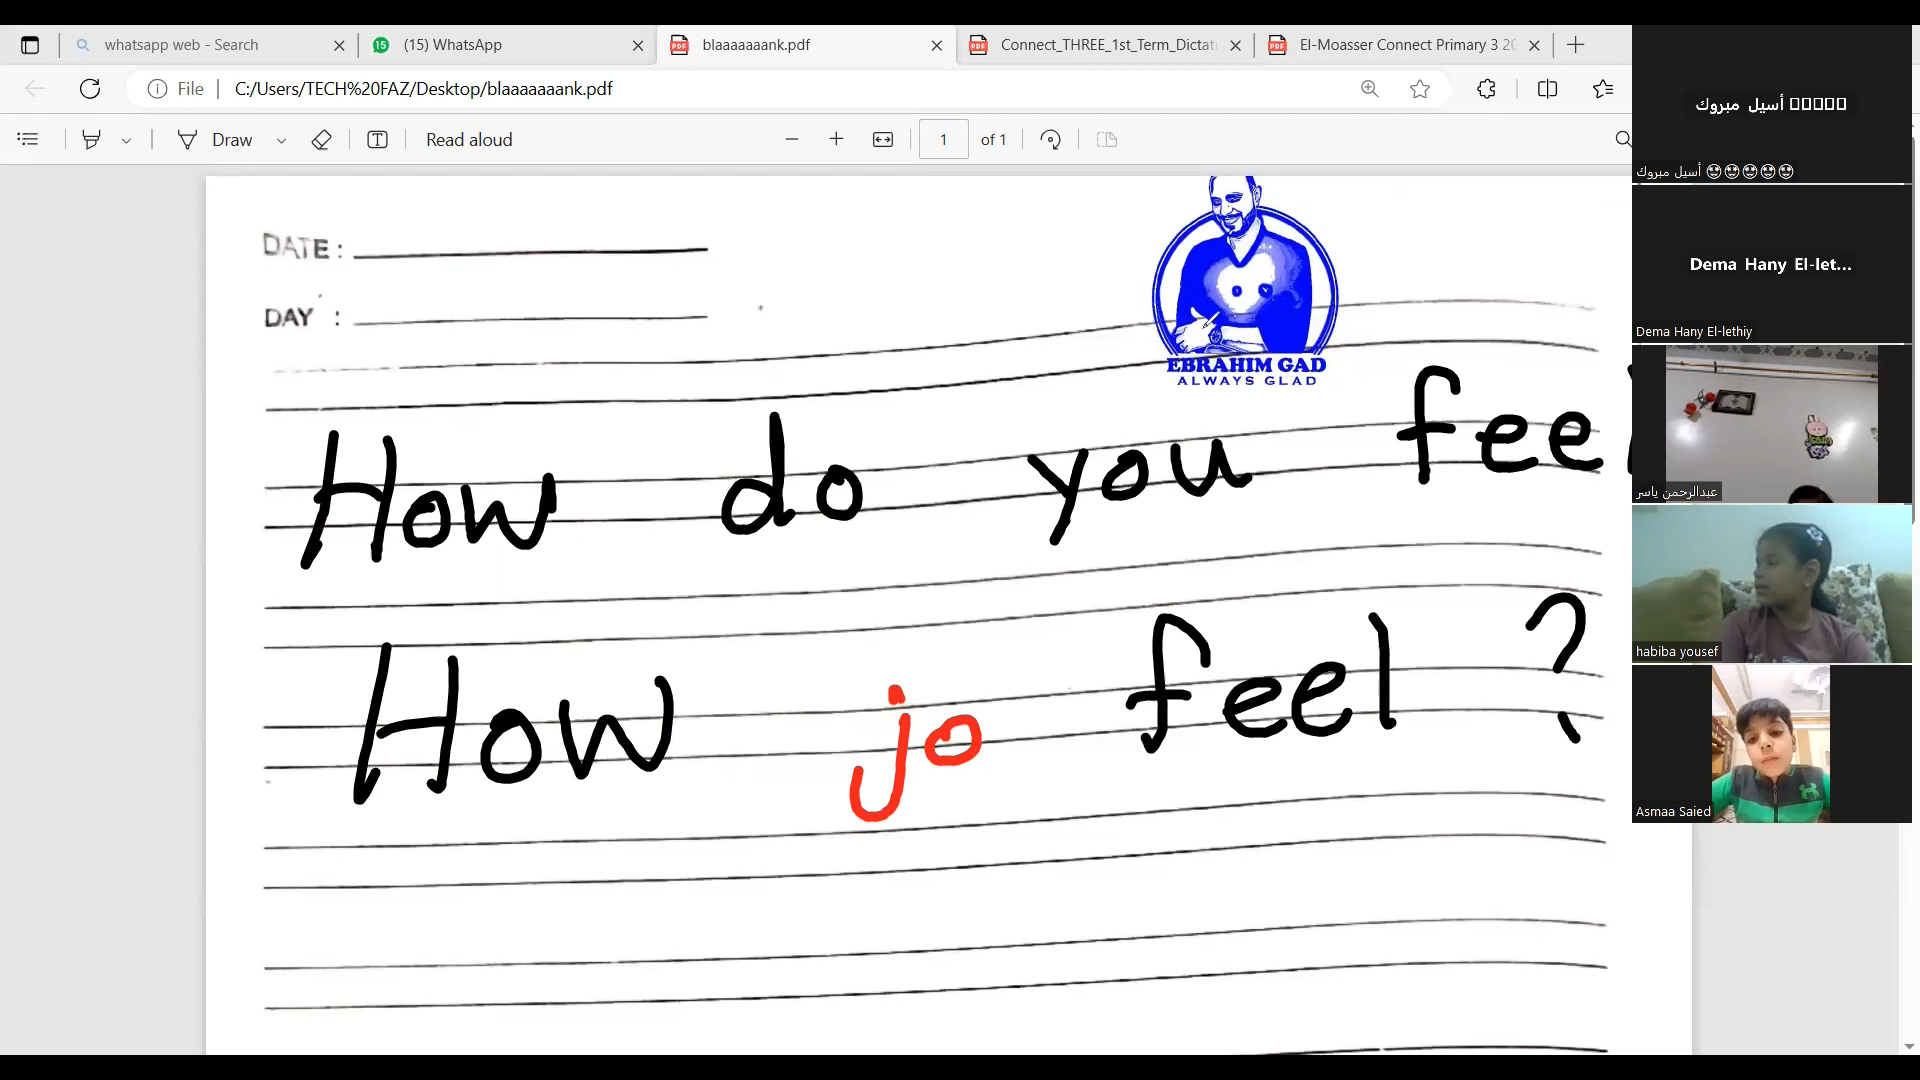 whatsapp web - Search
(15) WhatsApp
blaaaaaaank.pdf
Connect_THREE_1st_Term_Dictati
El-Moasser Connect Primary 3 20
File
C:/Users/TECH%20FAZ/Desktop/blaaaaaaank.pdf
Draw
Read aloud
1
of 1
DATE :
DAY :
EBRAHIM GAD
ALWAYS GLAD
How do you feel
How jo feel ?
أسيل مبروك
أسيل مبروك 😍😍😍😍😍
Dema Hany El-let...
Dema Hany El-lethiy
عبدالرحمن ياسر
habiba yousef
Asmaa Saied